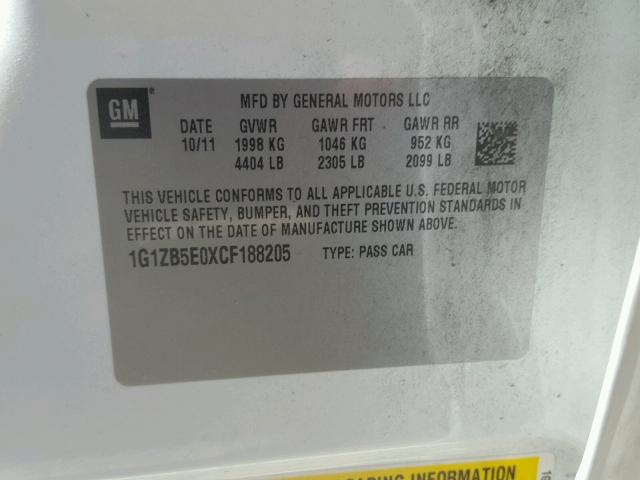 GM
MFD BY GENERAL MOTORS LLC
DATE GVWR GAWR FRT GAWR RR
10/11 1998 KG 1046 KG 952 KG
4404 LB 2305 LB 2099 LB
THIS VEHICLE CONFORMS TO ALL APPLICABLE U.S. FEDERAL MOTOR
VEHICLE SAFETY, BUMPER, AND THEFT PREVENTION STANDARDS IN
EFFECT ON THE DATE OF MANUFACTURE SHOWN ABOVE.
1G1ZB5E0XCF188205 TYPE: PASS CAR
INFORMATION